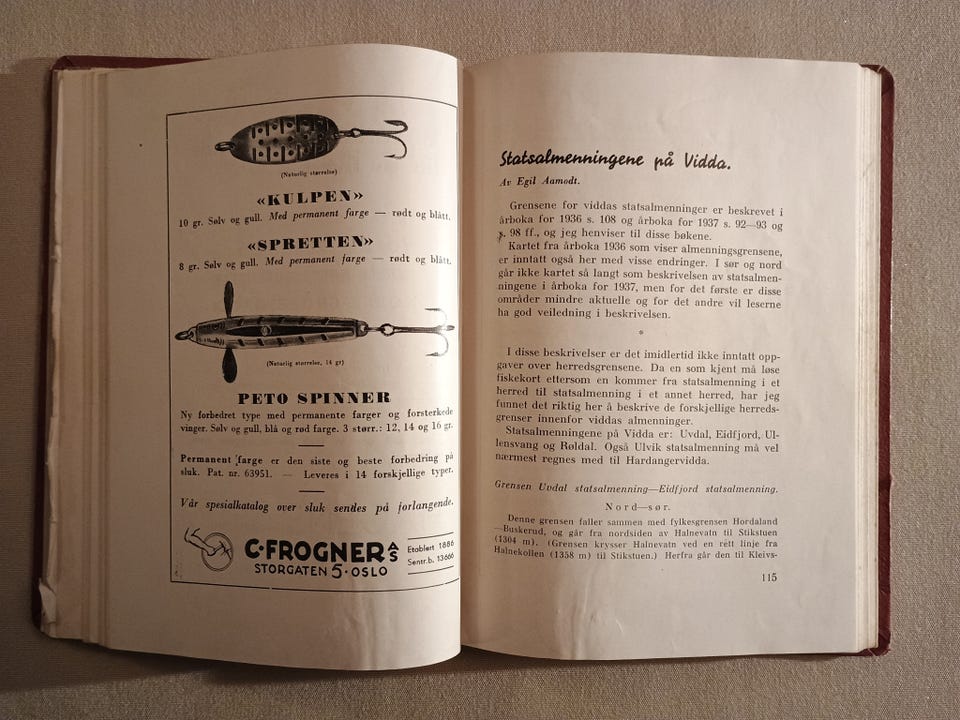 (Naturlig størrelse)
«KULPEN»
10 gr. Sølv og gull. Med permanent farge — rødt og blått.
«SPRETTEN»
8 gr. Sølv og gull. Med permanent farge — rødt og blått.
(Naturlig størrelse, 14 gr)
PETO SPINNER
Ny forbedret type med permanente farger og forsterkede
vinger. Sølv og gull, blå og rød farge. 3 størr.: 12, 14 og 16 gr.
Permanent farge er den siste og beste forbedring på
sluk. Pat. nr. 63951. — Leveres i 14 forskjellige typer.
Vår spesialkatalog over sluk sendes på forlangende.
C. FROGNER A/S
STORGATEN 5 · OSLO
Etablert 1886
Sentr.b. 13666
Statsalmenningene på Vidda.
Av Egil Aamodt.
Grensene for viddas statsalmenninger er beskrevet i
årboka for 1936 s. 108 og årboka for 1937 s. 92—93 og
s. 98 ff., og jeg henviser til disse bøkene.
Kartet fra årboka 1936 som viser almenningsgrensene,
er inntatt også her med visse endringer. I sør og nord
går ikke kartet så langt som beskrivelsen av statsalmen-
ningene i årboka for 1937, men for det første er disse
områder mindre aktuelle og for det andre vil leserne
ha god veiledning i beskrivelsen.
*
I disse beskrivelser er det imidlertid ikke inntatt opp-
gaver over herredsgrensene. Da en som kjent må løse
fiskekort ettersom en kommer fra statsalmenning i et
herred til statsalmenning i et annet herred, har jeg
funnet det riktig her å beskrive de forskjellige herreds-
grenser innenfor viddas almenninger.
Statsalmenningene på Vidda er: Uvdal, Eidfjord, Ul-
lensvang og Røldal. Også Ulvik statsalmenning må vel
nærmest regnes med til Hardangervidda.
Grensen Uvdal statsalmenning—Eidfjord statsalmenning.
Nord—sør.
Denne grensen faller sammen med fylkesgrensen Hordaland
—Buskerud, og går fra nordsiden av Halnevatn til Stikstuen
(1304 m). (Grensen krysser Halnevatn ved en rett linje fra
Halnekollen (1358 m) til Stikstuen.) Herfra går den til Kleivs-
115